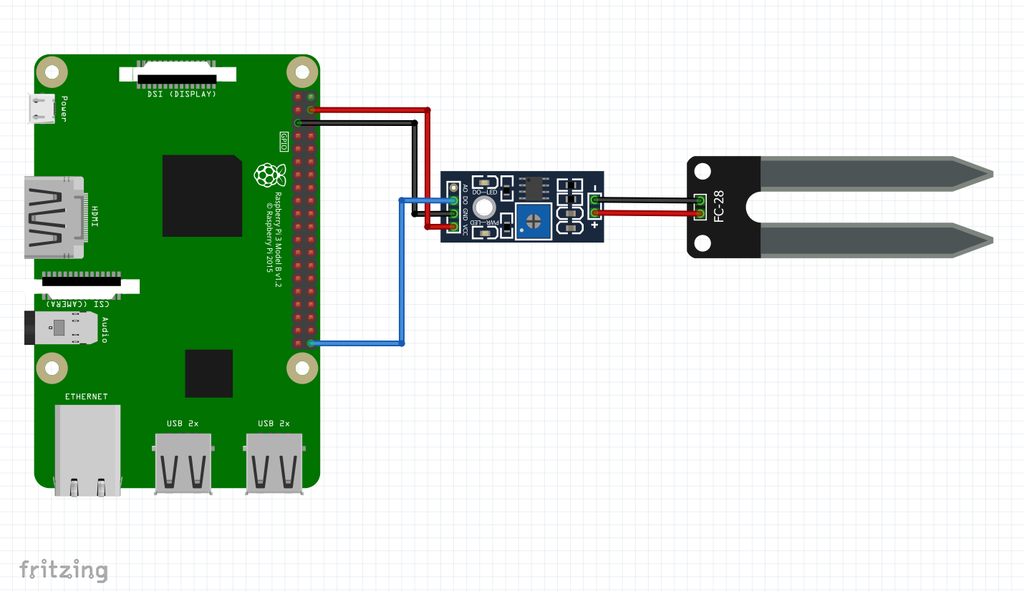 DSI (DISPLAY)
Power
GPIO
HDMI
Raspberry Pi 3 Model B v1.2
© Raspberry Pi 2015
CSI (CAMERA)
Audio
ETHERNET
USB 2x
USB 2x
AO
DO
GND
VCC
DO-LED
PWR-LED
-
+
FC-28
fritzing